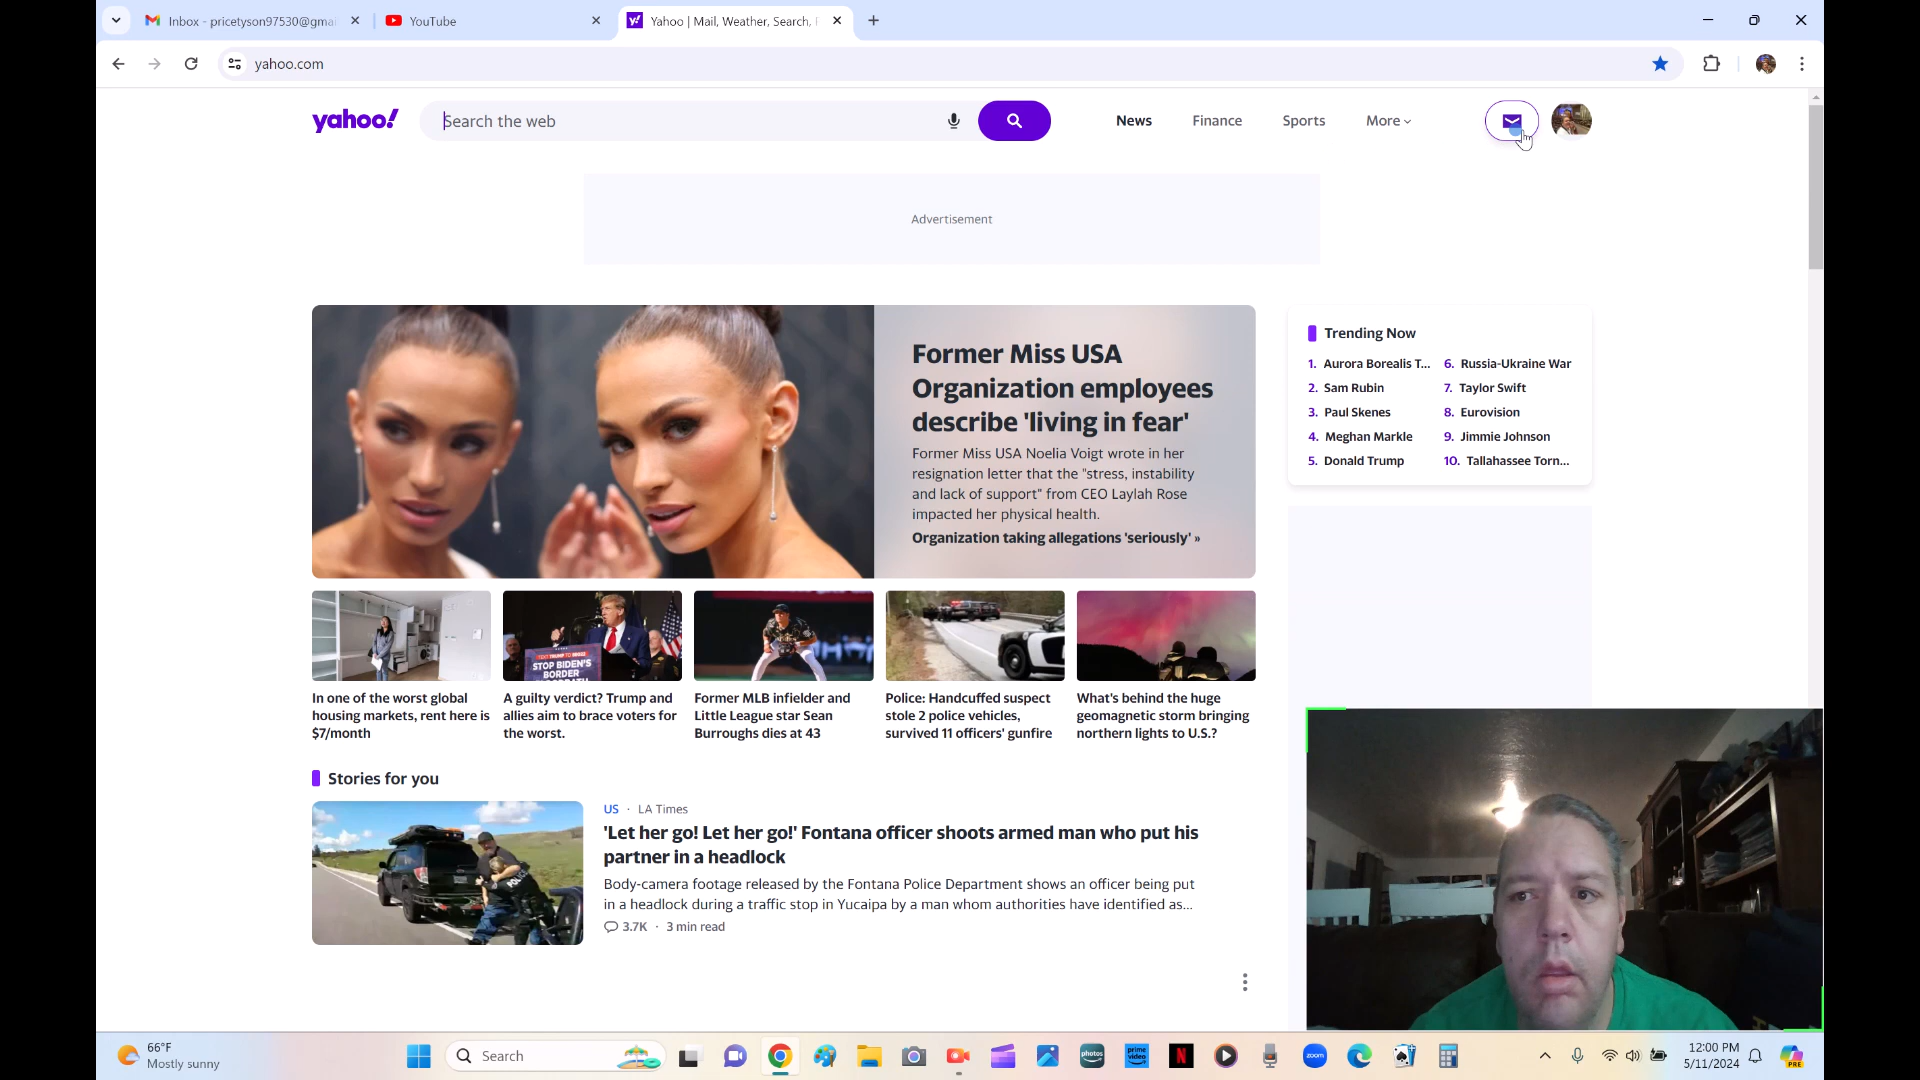 Inbox - pricetyson97530@gmai
YouTube
Yahoo | Mail, Weather, Search,
yahoo.com
yahoo!
Search the web
News
Finance
Sports
More
Advertisement
Former Miss USA
Organization employees
describe 'living in fear'
Former Miss USA Noelia Voigt wrote in her
resignation letter that the "stress, instability
and lack of support" from CEO Laylah Rose
impacted her physical health.
Organization taking allegations 'seriously' »
Trending Now
1. Aurora Borealis T...
2. Sam Rubin
3. Paul Skenes
4. Meghan Markle
5. Donald Trump
6. Russia-Ukraine War
7. Taylor Swift
8. Eurovision
9. Jimmie Johnson
10. Tallahassee Torn...
STOP BIDEN'S
BORDER
In one of the worst global
housing markets, rent here is
$7/month
A guilty verdict? Trump and
allies aim to brace voters for
the worst.
Former MLB infielder and
Little League star Sean
Burroughs dies at 43
Police: Handcuffed suspect
stole 2 police vehicles,
survived 11 officers' gunfire
What's behind the huge
geomagnetic storm bringing
northern lights to U.S.?
Stories for you
POLICE
US · LA Times
'Let her go! Let her go!' Fontana officer shoots armed man who put his
partner in a headlock
Body-camera footage released by the Fontana Police Department shows an officer being put
in a headlock during a traffic stop in Yucaipa by a man whom authorities have identified as...
3.7K · 3 min read
66°F
Mostly sunny
Search
photos
prime video
N
zoom
12:00 PM
5/11/2024
PRE